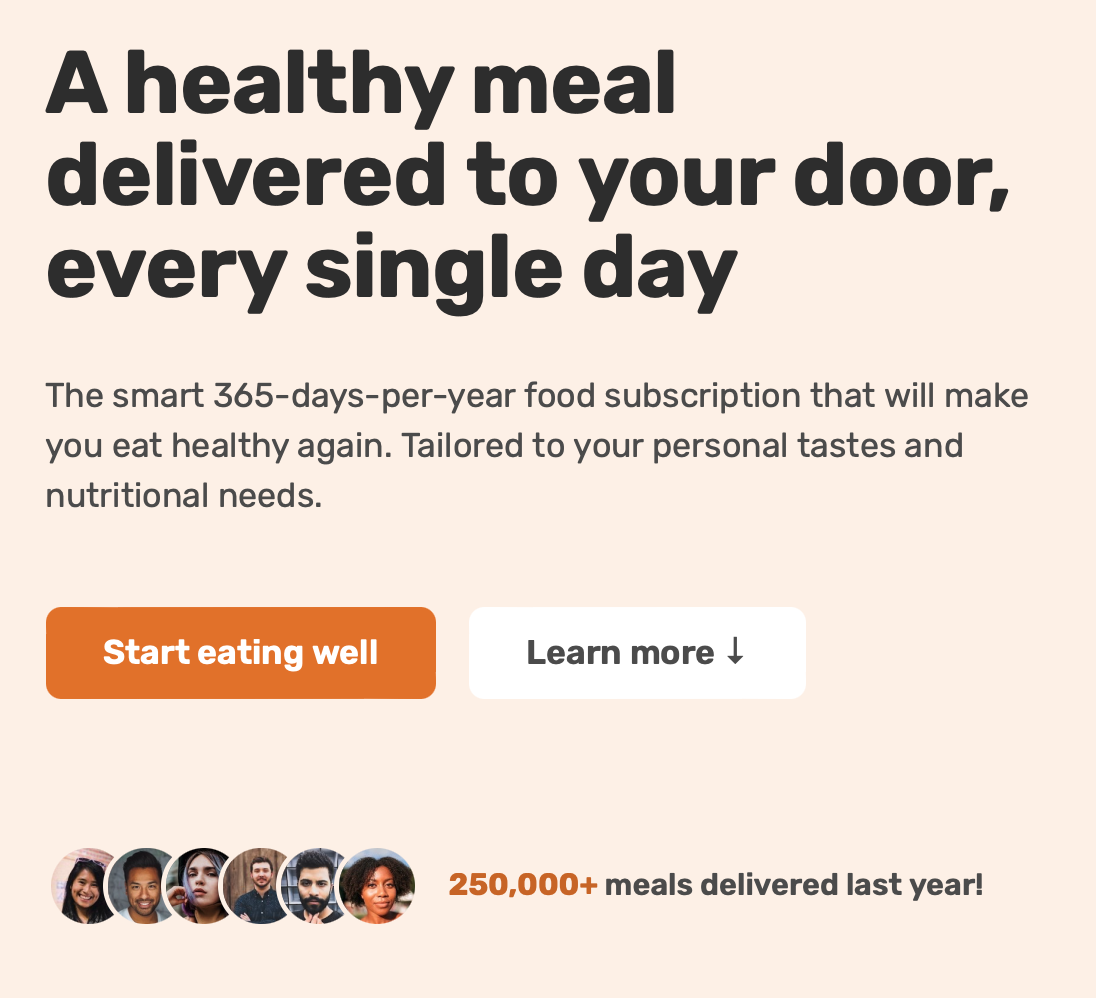 A healthy meal
delivered to your door,
every single day
The smart 365-days-per-year food subscription that will make
you eat healthy again. Tailored to your personal tastes and
nutritional needs.
Start eating well
Learn more ↓
250,000+ meals delivered last year!